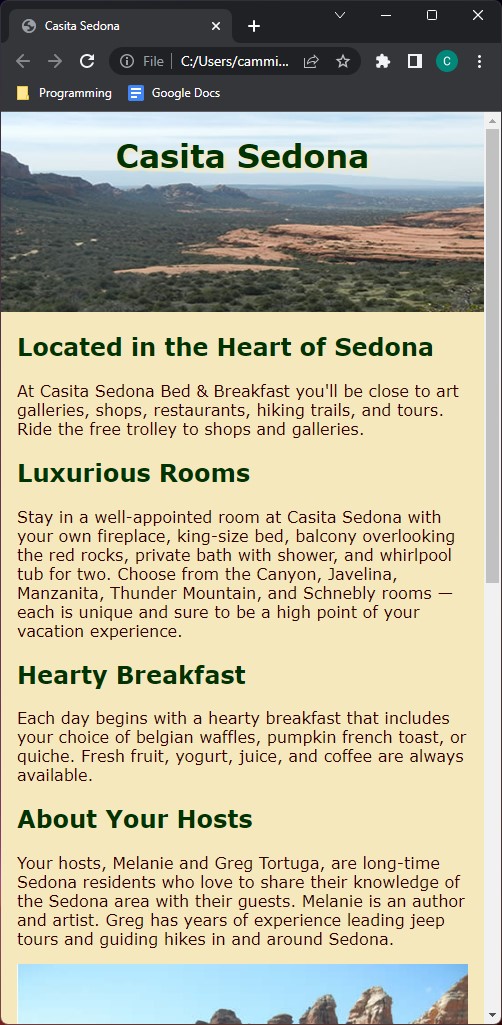 Casita Sedona
File
C:/Users/cammi...
C
Programming
Google Docs
Casita Sedona
Located in the Heart of Sedona
At Casita Sedona Bed & Breakfast you'll be close to art
galleries, shops, restaurants, hiking trails, and tours.
Ride the free trolley to shops and galleries.
Luxurious Rooms
Stay in a well-appointed room at Casita Sedona with
your own fireplace, king-size bed, balcony overlooking
the red rocks, private bath with shower, and whirlpool
tub for two. Choose from the Canyon, Javelina,
Manzanita, Thunder Mountain, and Schnebly rooms —
each is unique and sure to be a high point of your
vacation experience.
Hearty Breakfast
Each day begins with a hearty breakfast that includes
your choice of belgian waffles, pumpkin french toast, or
quiche. Fresh fruit, yogurt, juice, and coffee are always
available.
About Your Hosts
Your hosts, Melanie and Greg Tortuga, are long-time
Sedona residents who love to share their knowledge of
the Sedona area with their guests. Melanie is an author
and artist. Greg has years of experience leading jeep
tours and guiding hikes in and around Sedona.